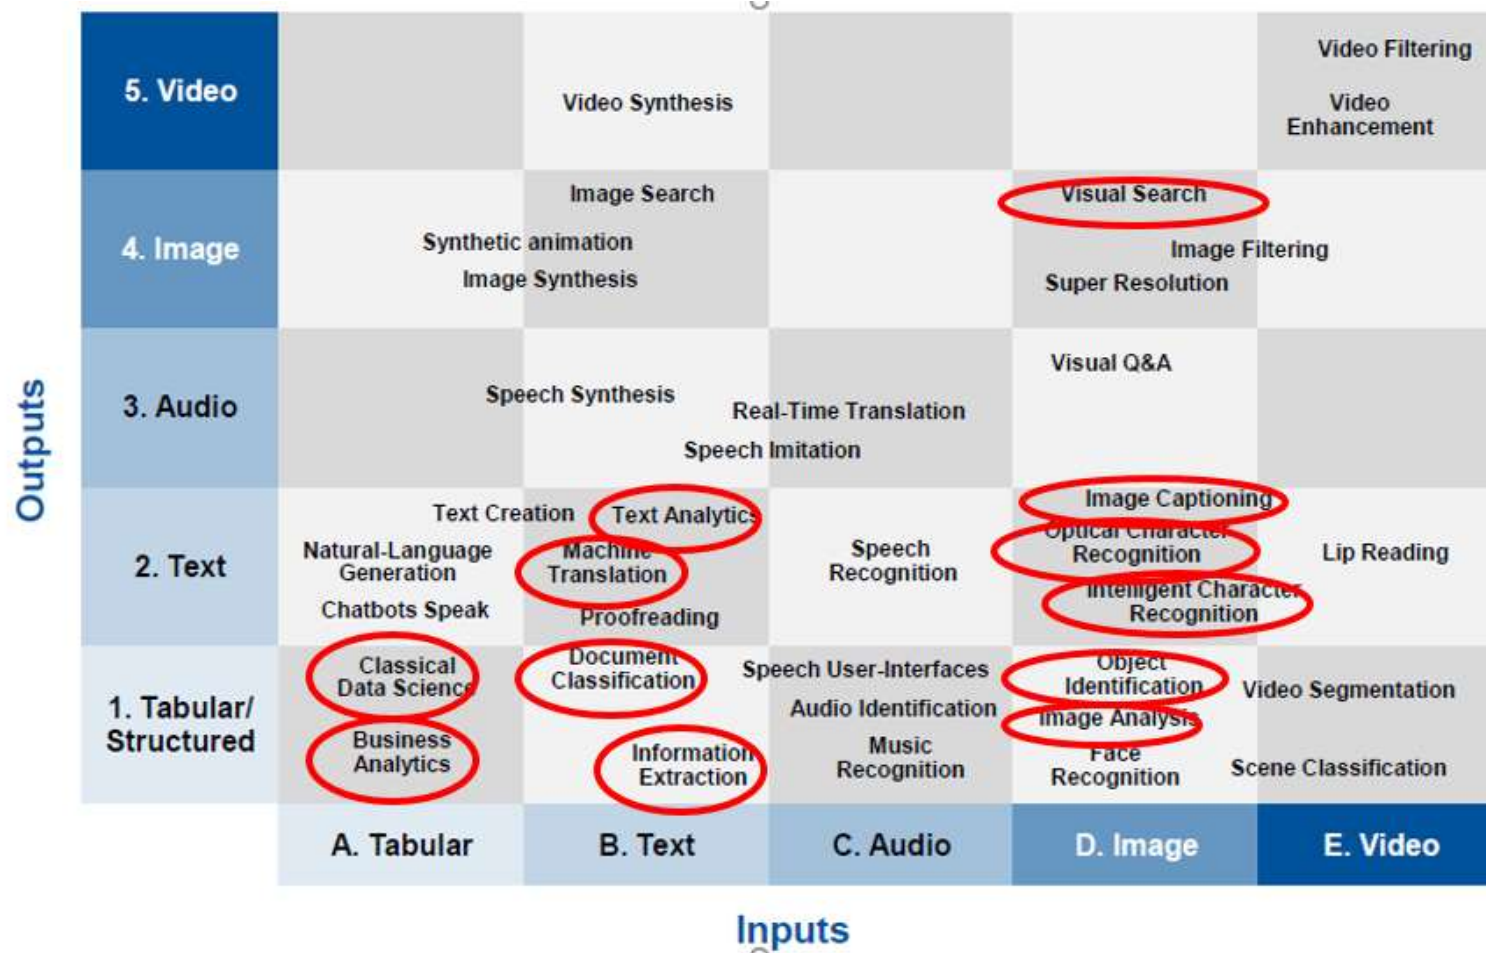 Outputs
5. Video
Video Synthesis
Video Filtering
Video
Enhancement
4. Image
Image Search
Synthetic animation
Image Synthesis
Visual Search
Image Filtering
Super Resolution
3. Audio
Speech Synthesis
Real-Time Translation
Speech Imitation
Visual Q&A
2. Text
Text Creation
Natural-Language
Generation
Chatbots Speak
Text Analytics
Machine
Translation
Proofreading
Speech
Recognition
Image Captioning
Optical Character
Recognition
Intelligent Character
Recognition
Lip Reading
1. Tabular/
Structured
Classical
Data Science
Business
Analytics
Document
Classification
Information
Extraction
Speech User-Interfaces
Audio Identification
Music
Recognition
Object
Identification
Image Analysis
Face
Recognition
Video Segmentation
Scene Classification
A. Tabular
B. Text
C. Audio
D. Image
E. Video
Inputs